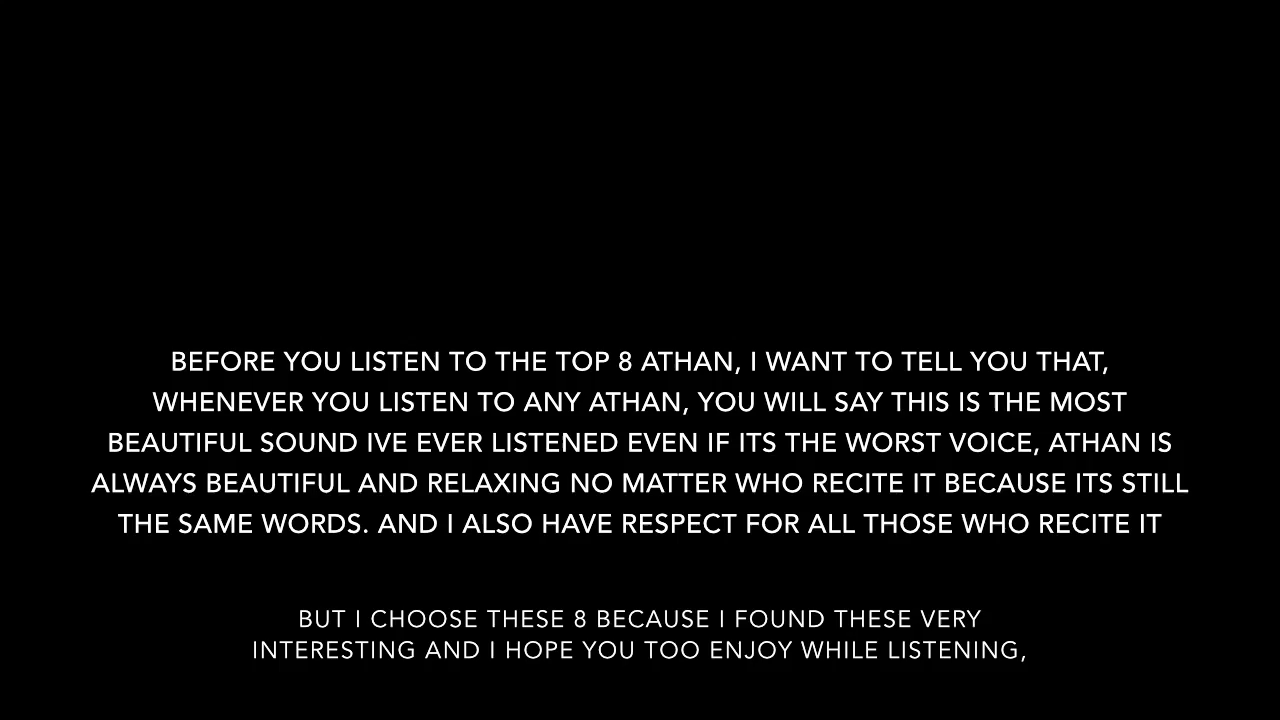 BEFORE YOU LISTEN TO THE TOP 8 ATHAN, I WANT TO TELL YOU THAT,
WHENEVER YOU LISTEN TO ANY ATHAN, YOU WILL SAY THIS IS THE MOST
BEAUTIFUL SOUND IVE EVER LISTENED EVEN IF ITS THE WORST VOICE, ATHAN IS
ALWAYS BEAUTIFUL AND RELAXING NO MATTER WHO RECITE IT BECAUSE ITS STILL
THE SAME WORDS. AND I ALSO HAVE RESPECT FOR ALL THOSE WHO RECITE IT
BUT I CHOOSE THESE 8 BECAUSE I FOUND THESE VERY
INTERESTING AND I HOPE YOU TOO ENJOY WHILE LISTENING,